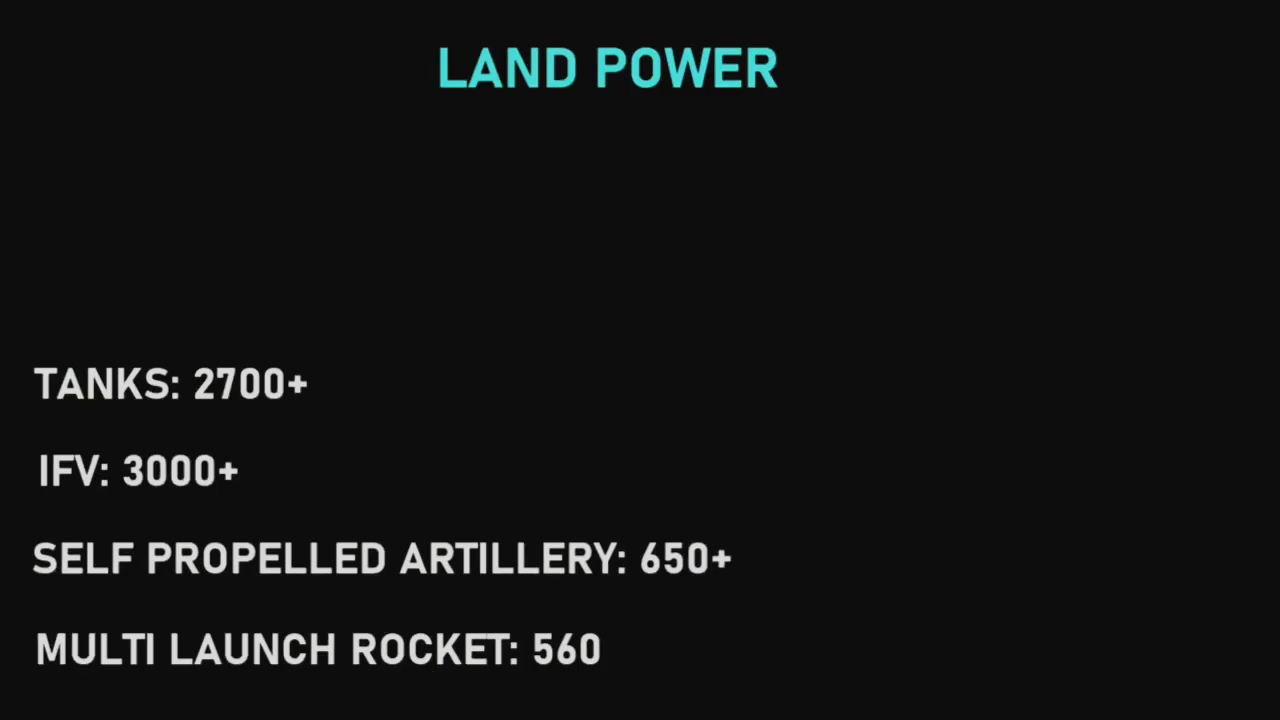 LAND POWER
TANKS: 2700+
IFV: 3000+
SELF PROPELLED ARTILLERY: 650+
MULTI LAUNCH ROCKET: 560